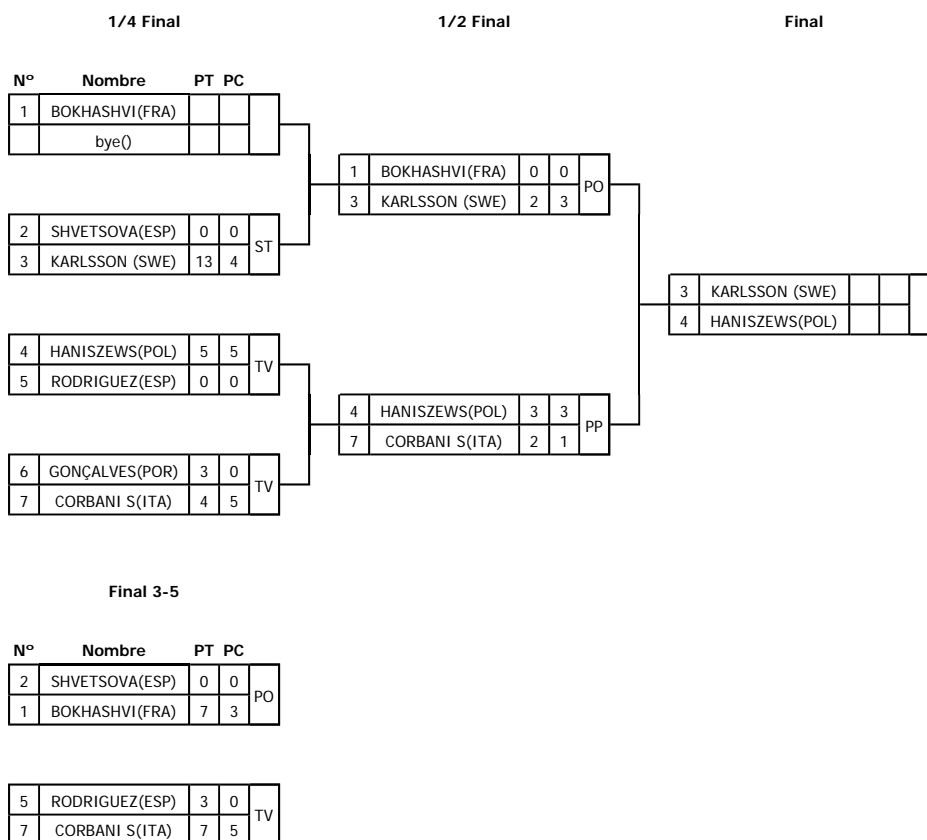 1/4 Final 1/2 Final Final
Nº Nombre PT PC
1 BOKHASHVI(FRA)
bye()
1 BOKHASHVI(FRA) 0 0 PO
3 KARLSSON (SWE) 2 3
2 SHVETSOVA(ESP) 0 0 ST
3 KARLSSON (SWE) 13 4
3 KARLSSON (SWE)
4 HANISZEWS(POL)
4 HANISZEWS(POL) 5 5 TV
5 RODRIGUEZ(ESP) 0 0
4 HANISZEWS(POL) 3 3 PP
7 CORBANI S(ITA) 2 1
6 GONÇALVES(POR) 3 0 TV
7 CORBANI S(ITA) 4 5
Final 3-5
Nº Nombre PT PC
2 SHVETSOVA(ESP) 0 0 PO
1 BOKHASHVI(FRA) 7 3
5 RODRIGUEZ(ESP) 3 0 TV
7 CORBANI S(ITA) 7 5